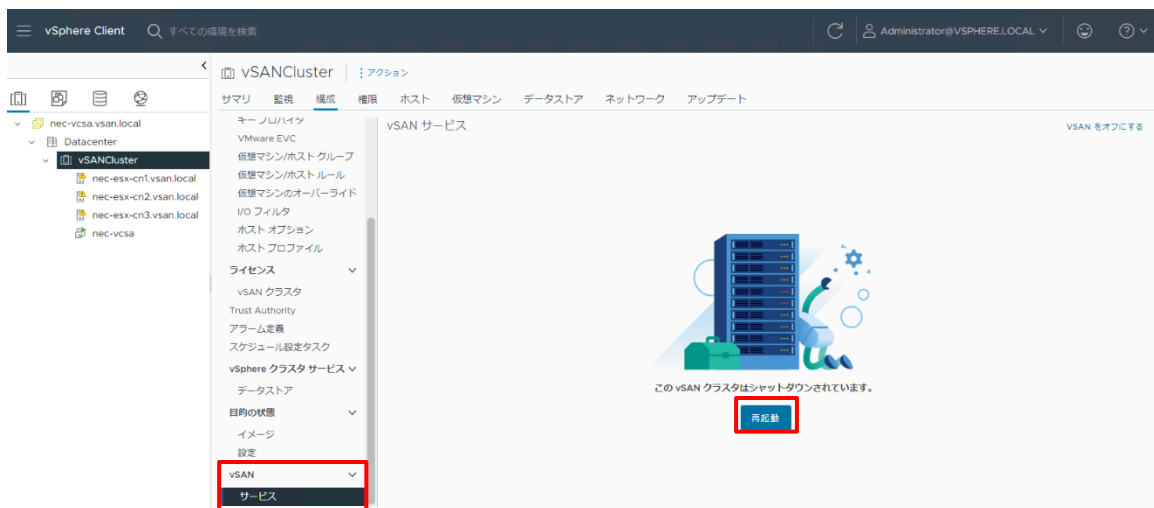 vSphere Client すべての環境を検索 Administrator@VSPHERE.LOCAL
vSANCluster アクション
サマリ 監視 構成 権限 ホスト 仮想マシン データストア ネットワーク アップデート
nec-vcsa.vsan.local
Datacenter
vSANCluster
nec-esx-cn1.vsan.local
nec-esx-cn2.vsan.local
nec-esx-cn3.vsan.local
nec-vcsa
キー プロバイダ
VMware EVC
仮想マシン/ホスト グループ
仮想マシン/ホスト ルール
仮想マシンのオーバーライド
I/O フィルタ
ホスト オプション
ホスト プロファイル
ライセンス
vSAN クラスタ
Trust Authority
アラーム定義
スケジュール設定タスク
vSphere クラスタ サービス
データストア
目的の状態
イメージ
設定
vSAN
サービス
vSAN サービス
VSAN をオフにする
この vSAN クラスタはシャットダウンされています。
再起動